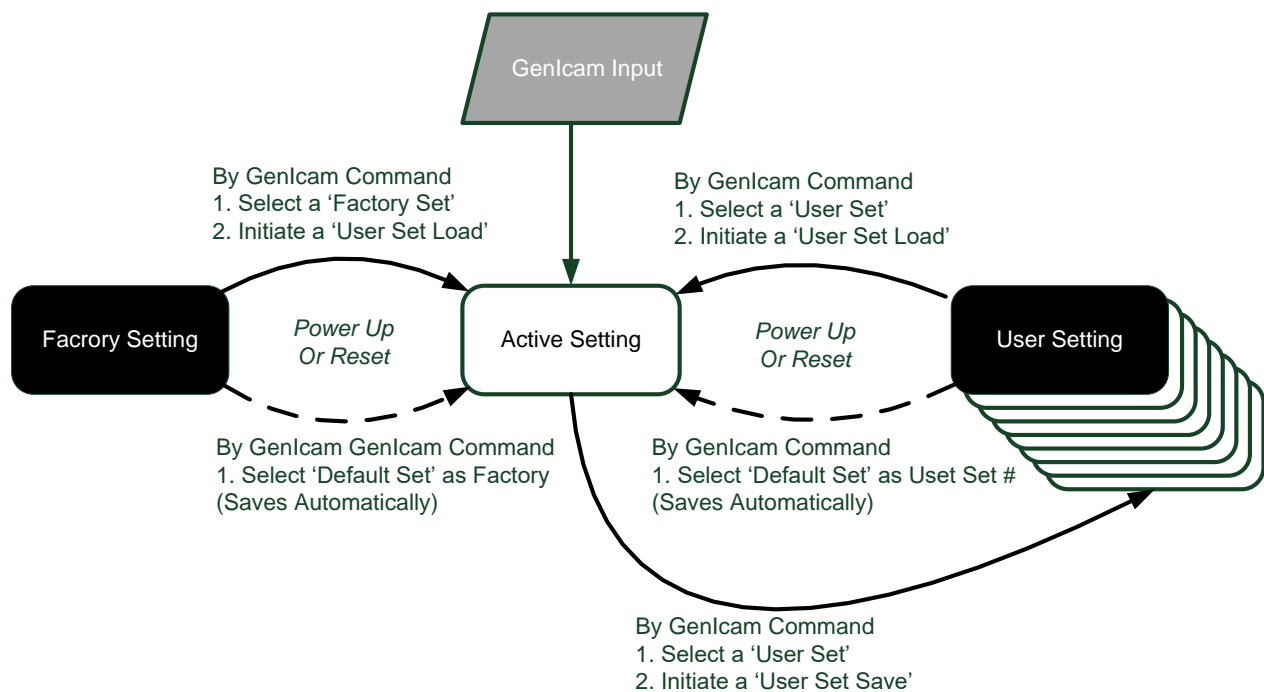 GenIcam Input
By GenIcam Command
1. Select a ‘Factory Set’
2. Initiate a ‘User Set Load’
By GenIcam Command
1. Select a ‘User Set’
2. Initiate a ‘User Set Load’
Facrory Setting
Power Up
Or Reset
Active Setting
Power Up
Or Reset
User Setting
By GenIcam GenIcam Command
1. Select ‘Default Set’ as Factory
(Saves Automatically)
By GenIcam Command
1. Select ‘Default Set’ as Uset Set #
(Saves Automatically)
By GenIcam Command
1. Select a ‘User Set’
2. Initiate a ‘User Set Save’